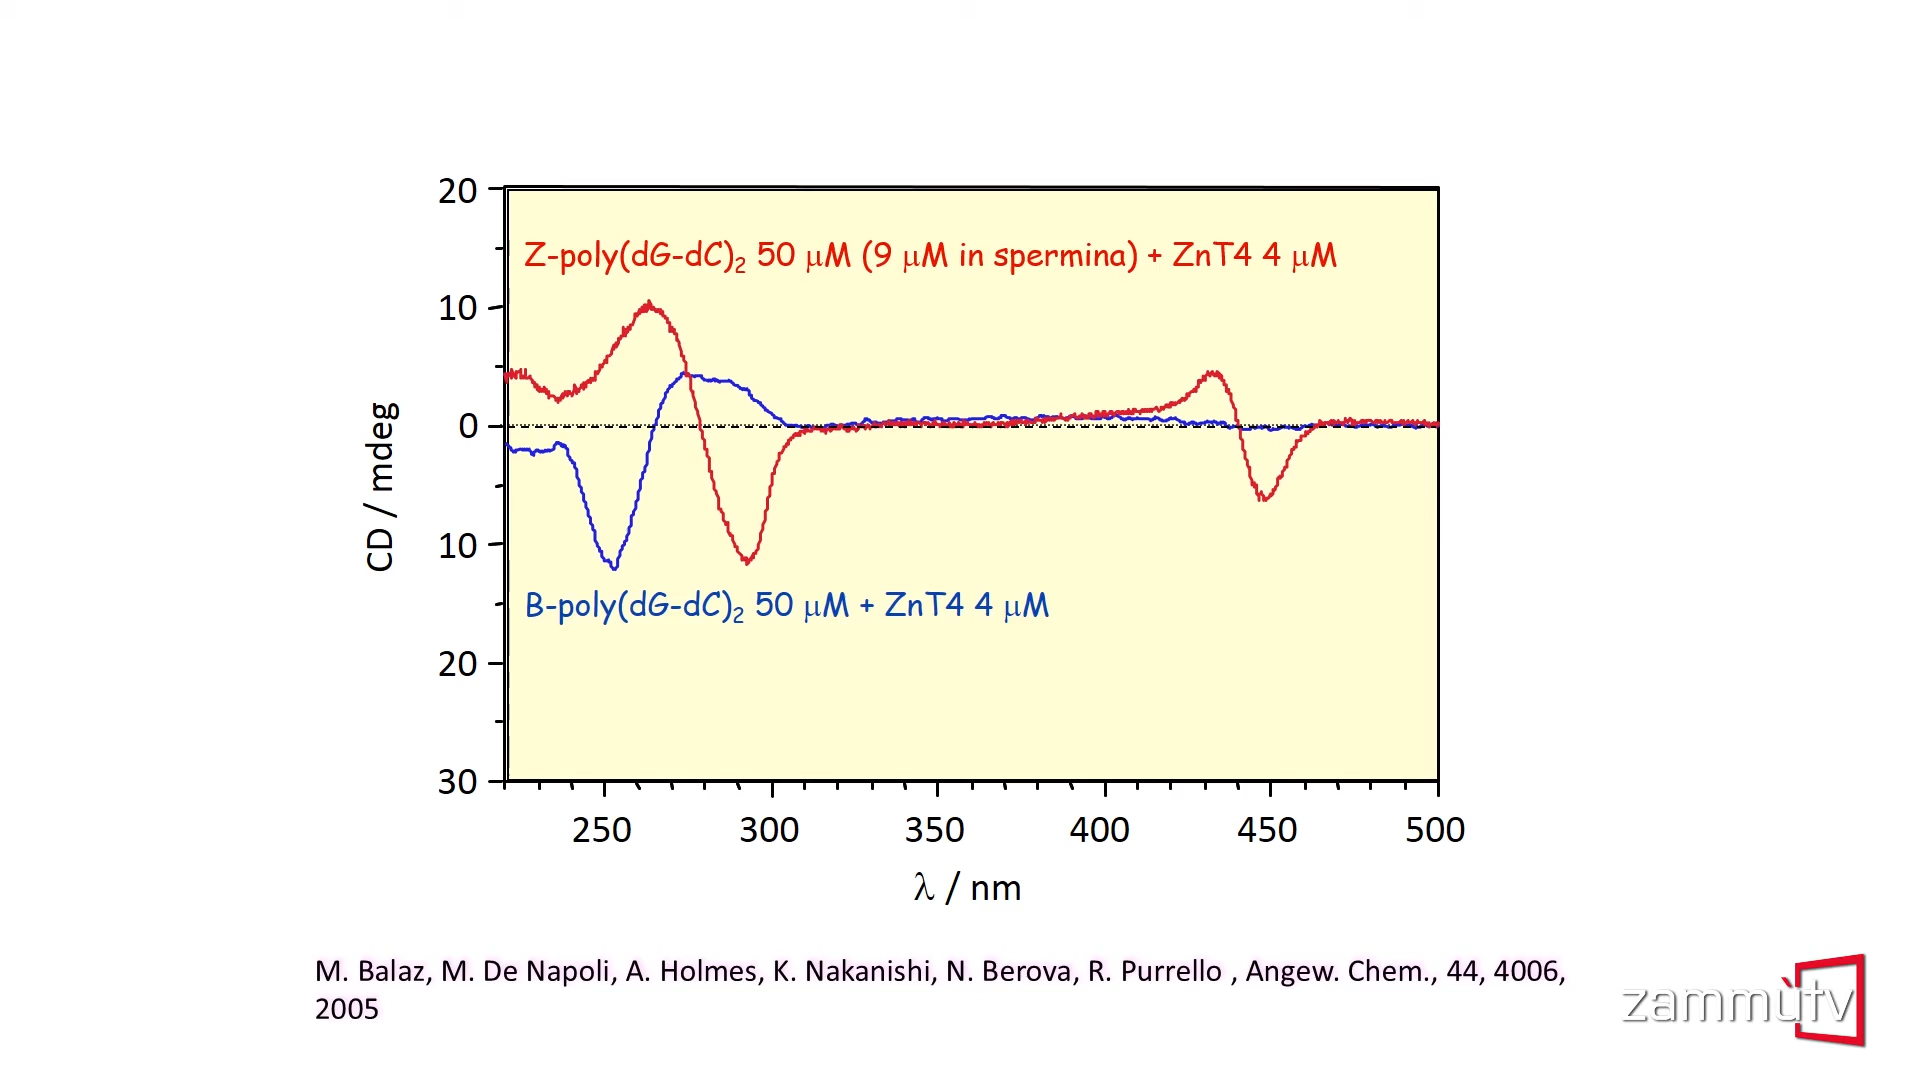 20
Z-poly(dG-dC)₂ 50 μM (9 μM in spermina) + ZnT4 4 μM
10
0
CD / mdeg
10
B-poly(dG-dC)₂ 50 μM + ZnT4 4 μM
20
30
250 300 350 400 450 500
λ / nm
M. Balaz, M. De Napoli, A. Holmes, K. Nakanishi, N. Berova, R. Purrello , Angew. Chem., 44, 4006,
2005
zammùtv